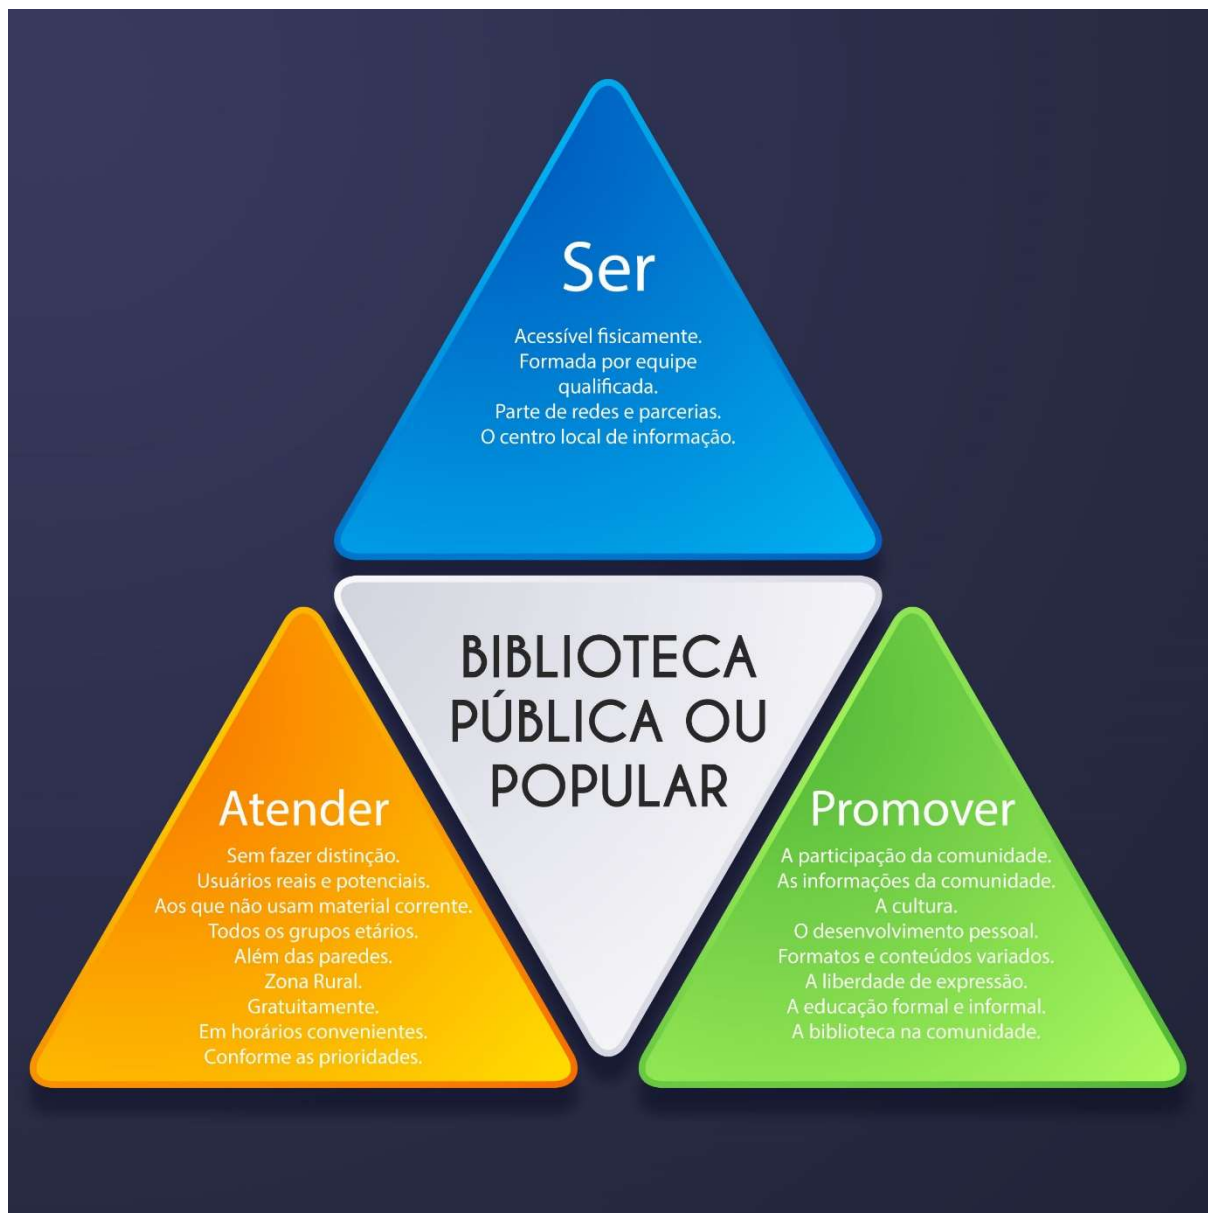 Ser
Acessível fisicamente.
Formada por equipe
qualificada.
Parte de redes e parcerias.
O centro local de informação.
BIBLIOTECA
PÚBLICA OU
POPULAR
Atender
Sem fazer distinção.
Usuários reais e potenciais.
Aos que não usam material corrente.
Todos os grupos etários.
Além das paredes.
Zona Rural.
Gratuitamente.
Em horários convenientes.
Conforme as prioridades.
Promover
A participação da comunidade.
As informações da comunidade.
A cultura.
O desenvolvimento pessoal.
Formatos e conteúdos variados.
A liberdade de expressão.
A educação formal e informal.
A biblioteca na comunidade.